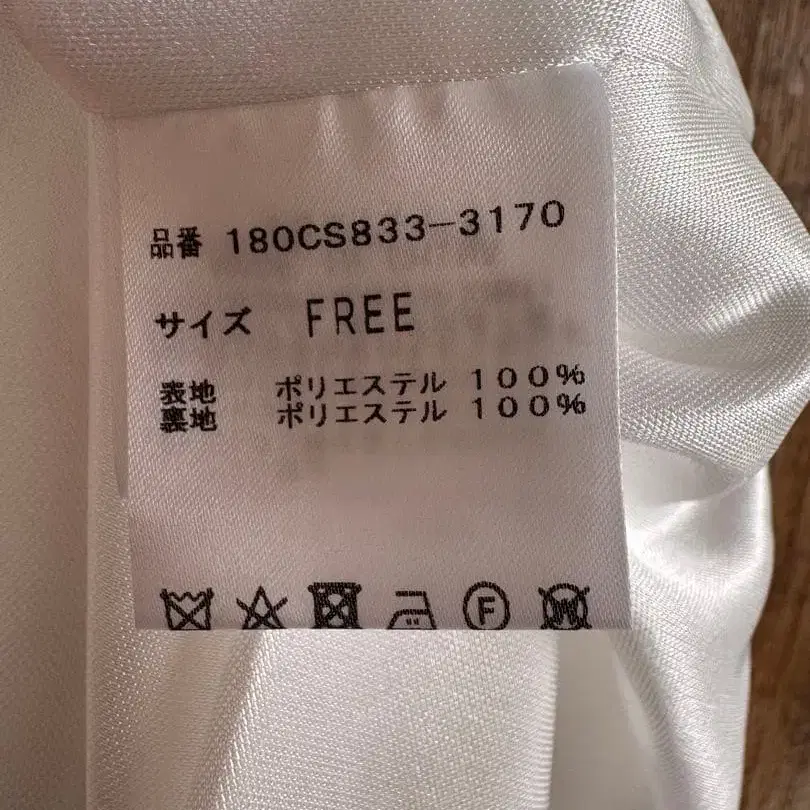 品番 180CS833-3170
サイズ FREE
表地 ポリエステル 100%
裏地 ポリエステル 100%
F W